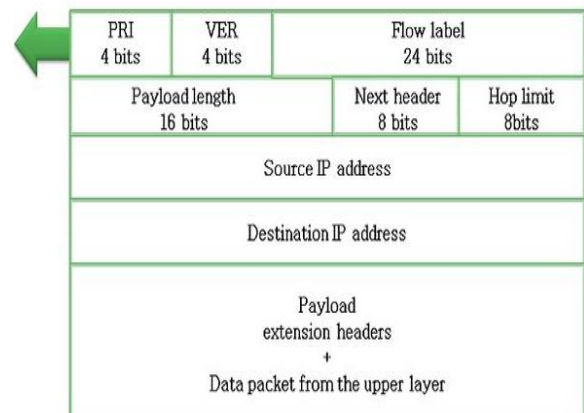 PRI
4 bits
VER
4 bits
Flow label
24 bits
Payload length
16 bits
Next header
8 bits
Hop limit
8bits
Source IP address
Destination IP address
Payload
extension headers
+
Data packet from the upper layer